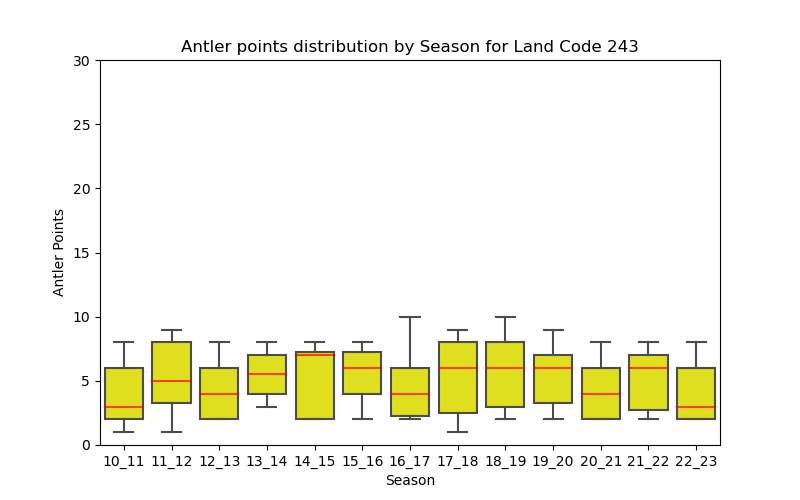 Antler points distribution by Season for Land Code 243
30
25
20
15
10
5
0
Antler Points
10_11 11_12 12_13 13_14 14_15 15_16 16_17 17_18 18_19 19_20 20_21 21_22 22_23
Season